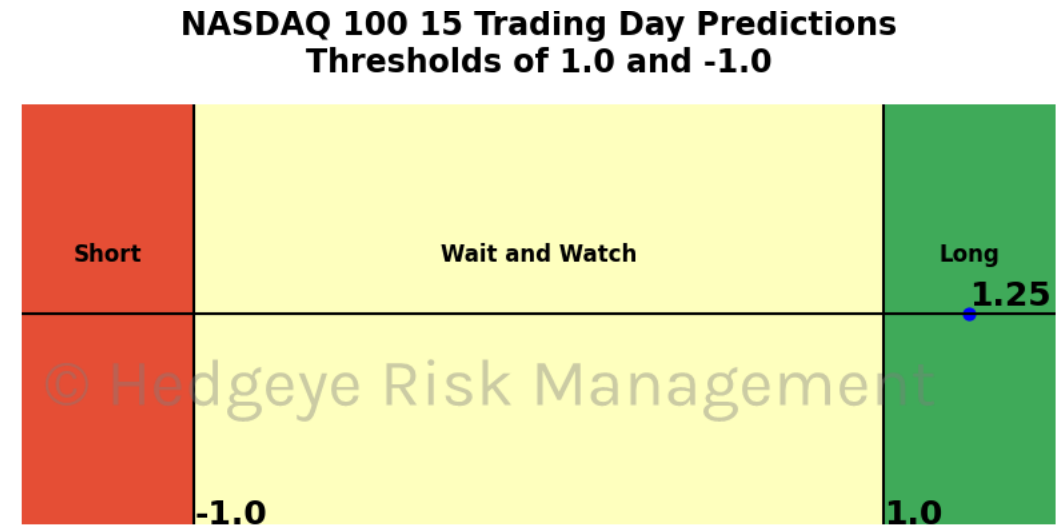 NASDAQ 100 15 Trading Day Predictions
Thresholds of 1.0 and -1.0
Short
Wait and Watch
Long
1.25
© Hedgeye Risk Management
-1.0
1.0